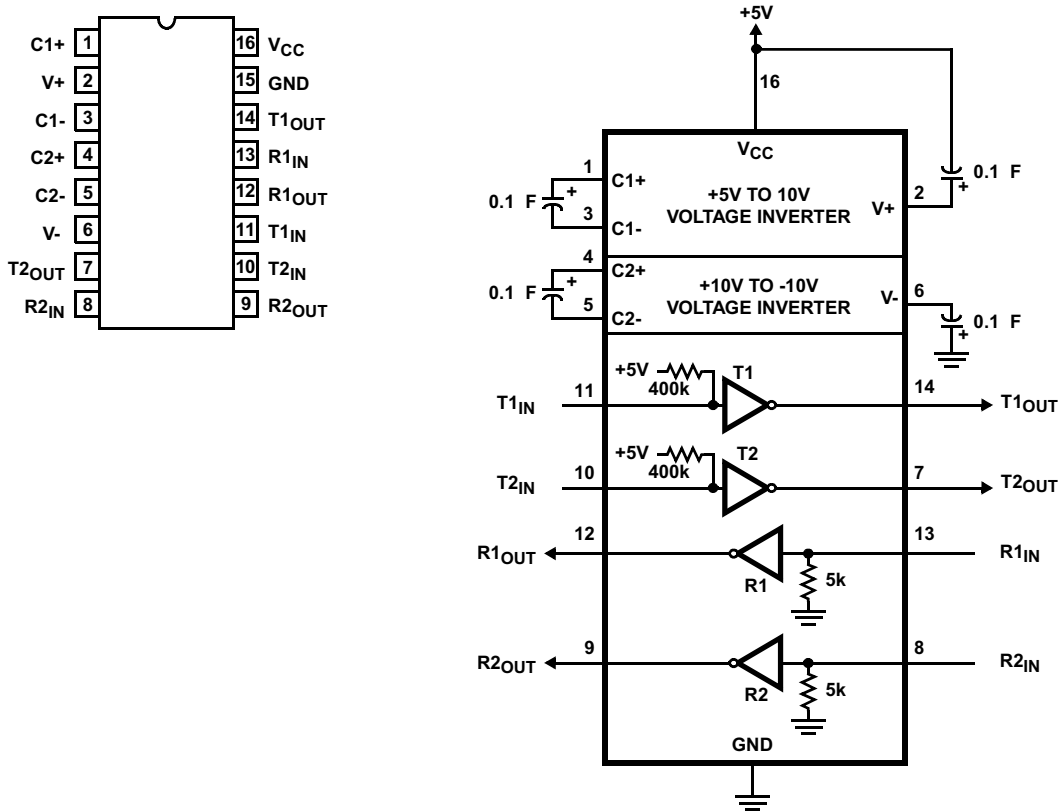 C1+ 1
V+ 2
C1- 3
C2+ 4
C2- 5
V- 6
T2OUT 7
R2IN 8
16 VCC
15 GND
14 T1OUT
13 R1IN
12 R1OUT
11 T1IN
10 T2IN
9 R2OUT
+5V
16
VCC
1
C1+
+
0.1 F
3
C1-
+5V TO 10V
VOLTAGE INVERTER
V+
2
0.1 F
+
4
C2+
+
0.1 F
5
C2-
+10V TO -10V
VOLTAGE INVERTER
V-
6
0.1 F
+
+5V
400k
T1
T1IN
11
14
T1OUT
+5V
400k
T2
T2IN
10
7
T2OUT
R1OUT
12
R1
5k
13
R1IN
R2OUT
9
R2
5k
8
R2IN
GND